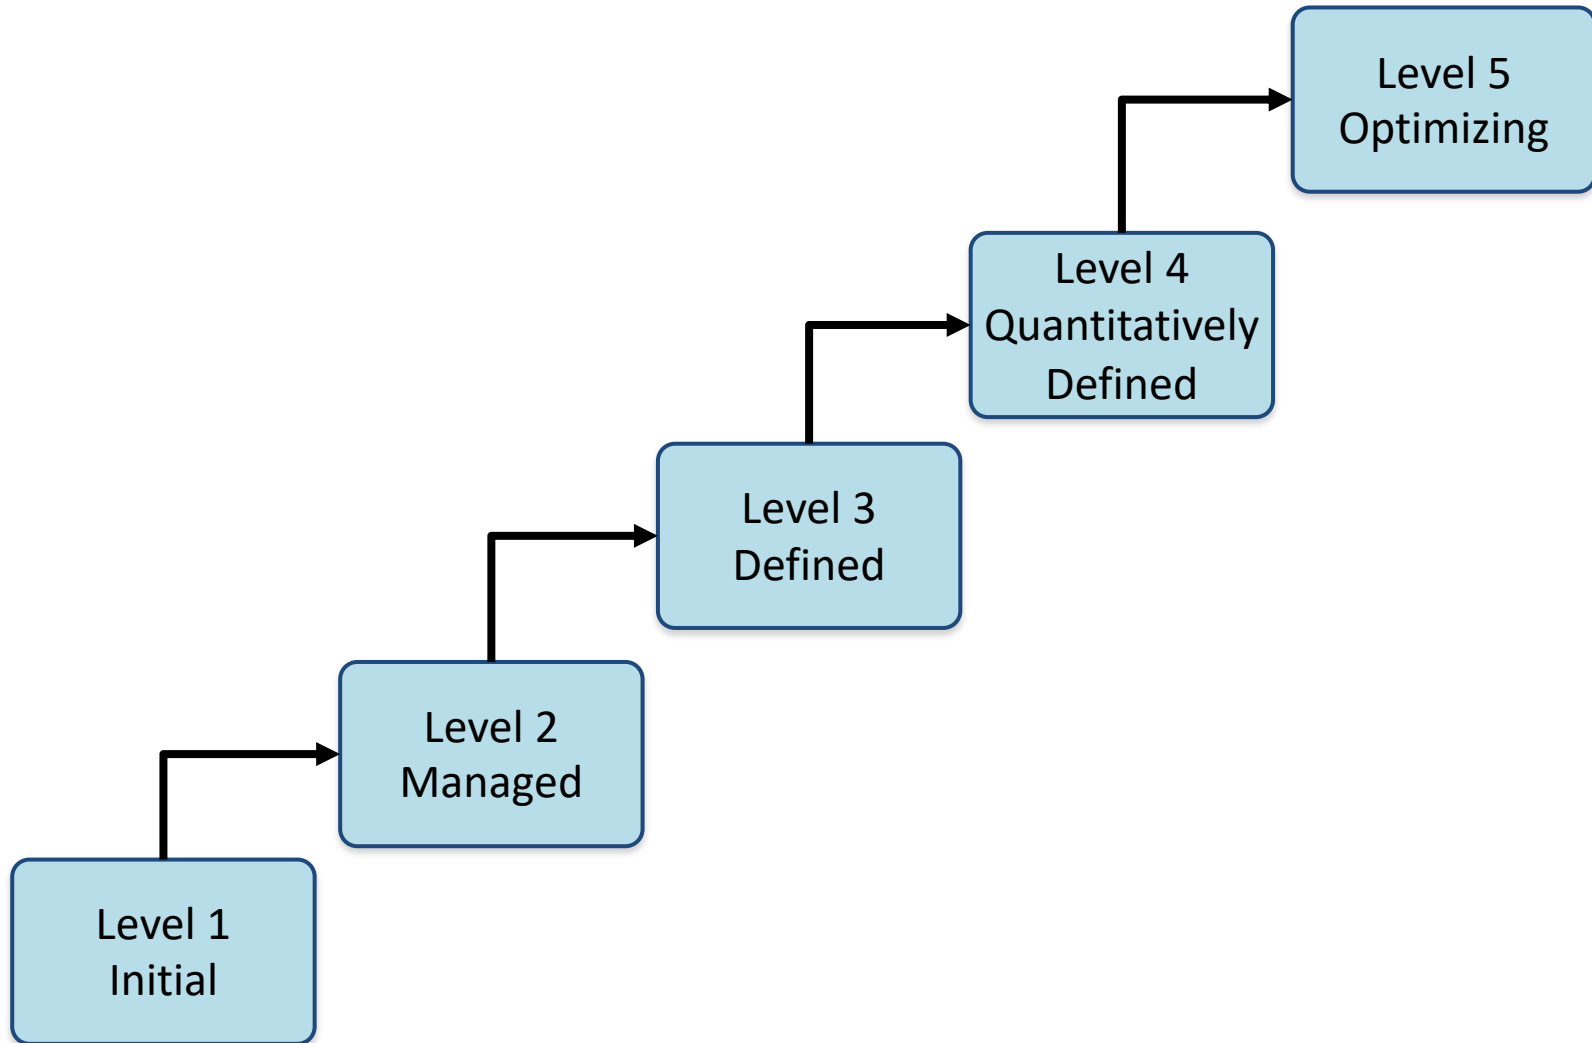 Level 5
Optimizing
Level 4
Quantitatively
Defined
Level 3
Defined
Level 2
Managed
Level 1
Initial